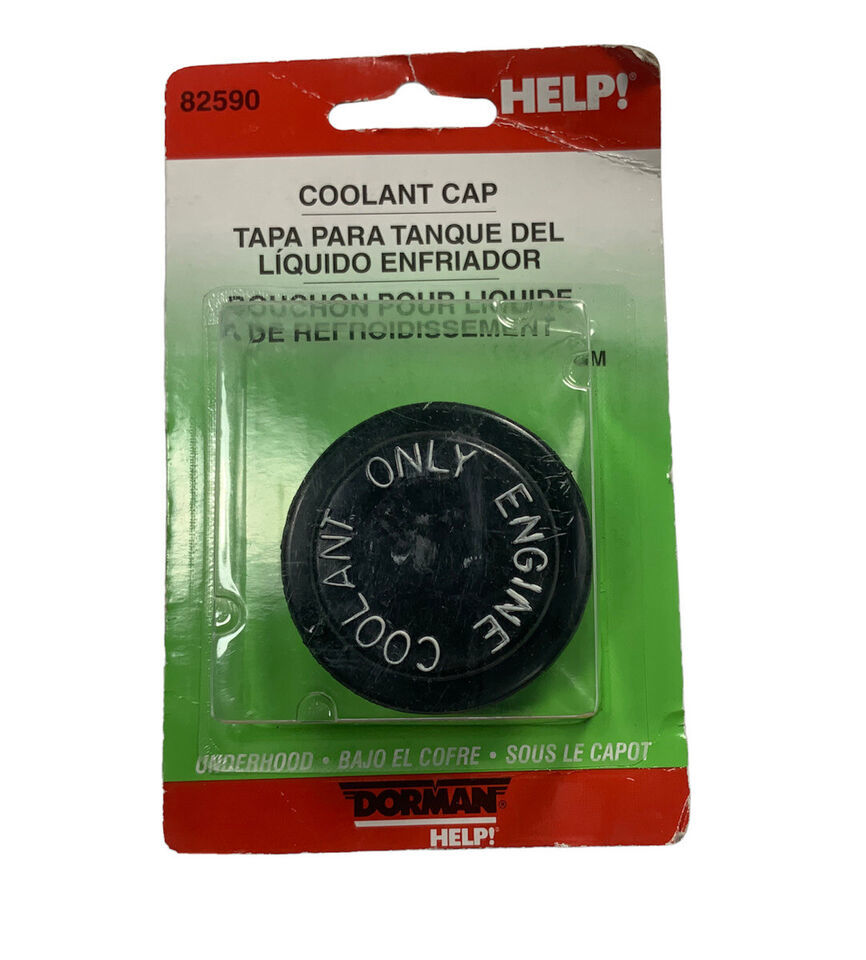 82590
HELP!®
COOLANT CAP
TAPA PARA TANQUE DEL
LÍQUIDO ENFRIADOR
BOUCHON POUR LIQUIDE
DE REFROIDISSEMENT
GM
ONLY ENGINE COOLANT
UNDERHOOD • BAJO EL COFRE • SOUS LE CAPOT
DORMAN®
HELP!®